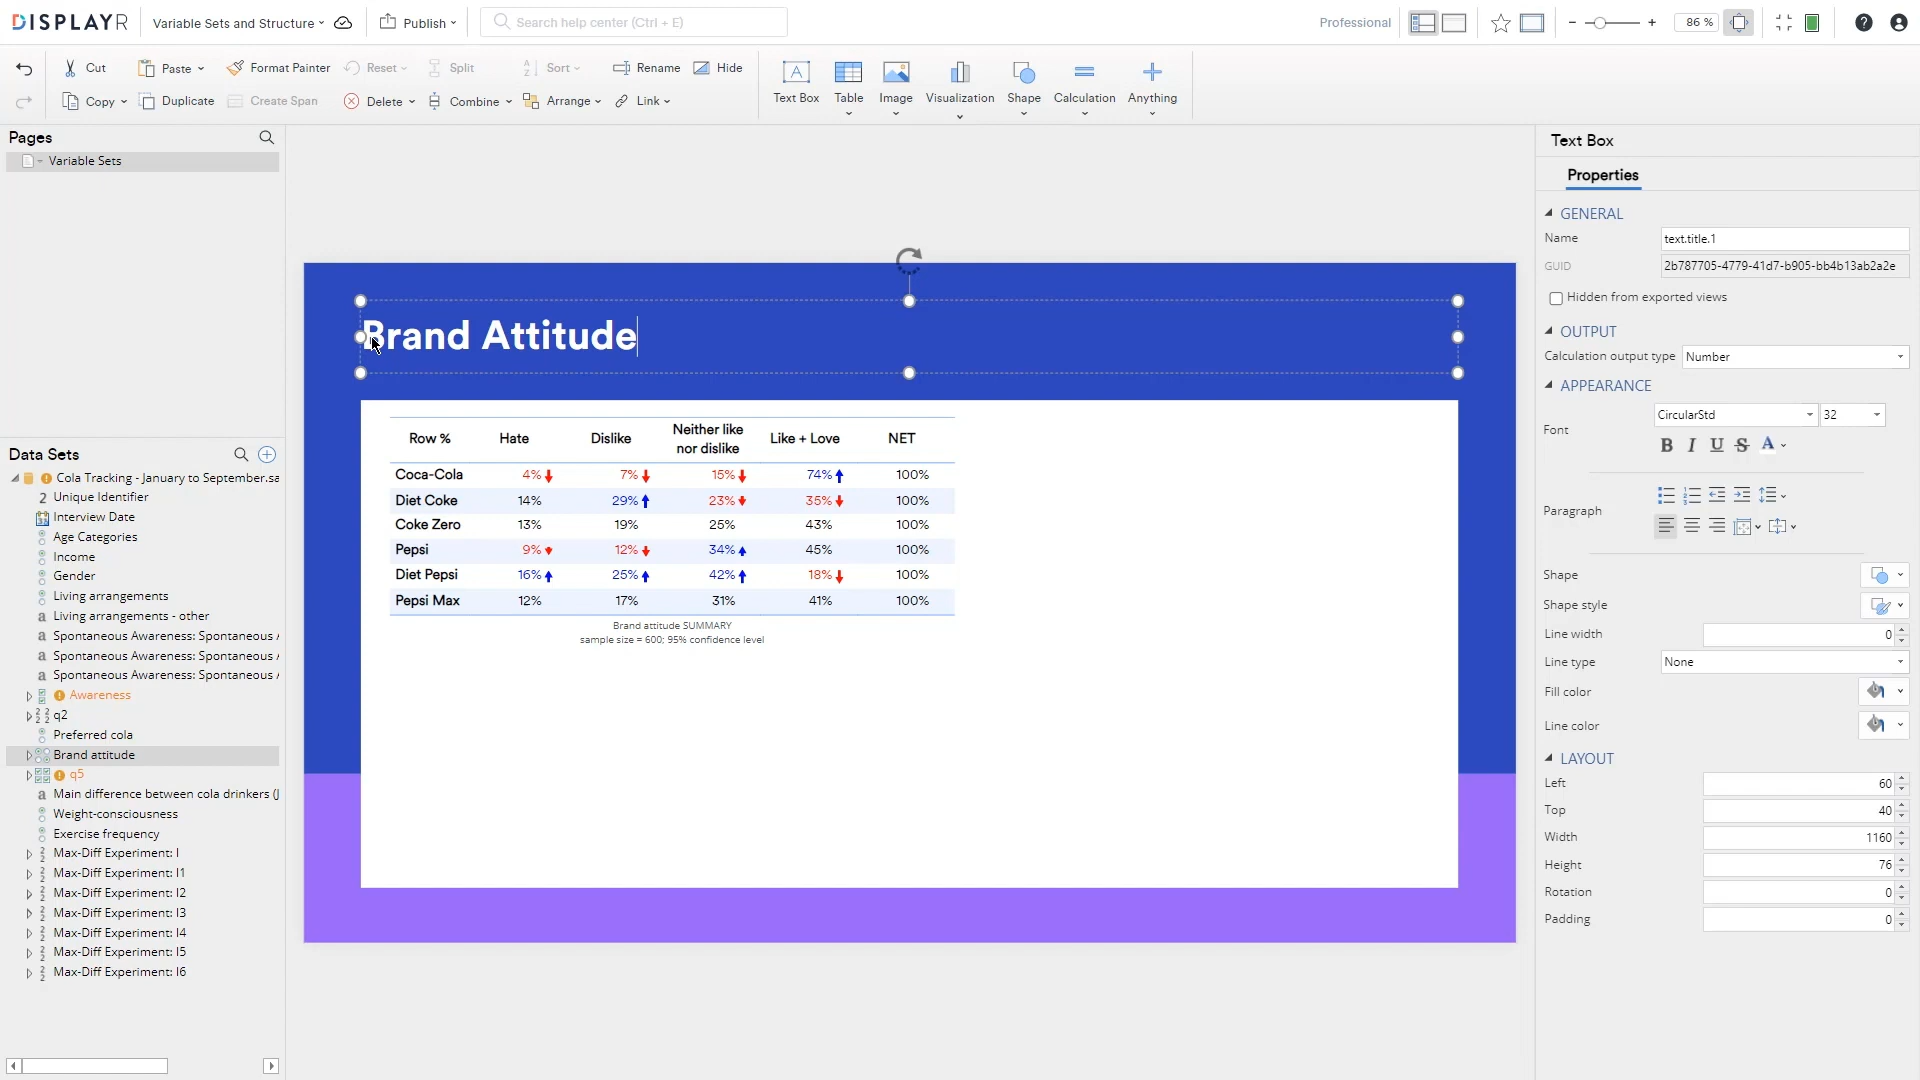 DISPLAYR
Variable Sets and Structure
Publish
Search help center (Ctrl + E)
Professional
86 %
Cut
Paste
Format Painter
Reset
Split
Sort
Rename
Hide
Copy
Duplicate
Create Span
Delete
Combine
Arrange
Link
Text Box
Table
Image
Visualization
Shape
Calculation
Anything
Pages
Variable Sets
Data Sets
Cola Tracking - January to September.sa
2 Unique Identifier
Interview Date
Age Categories
Income
Gender
Living arrangements
a Living arrangements - other
a Spontaneous Awareness: Spontaneous
a Spontaneous Awareness: Spontaneous
a Spontaneous Awareness: Spontaneous
Awareness
2 2 q2
Preferred cola
Brand attitude
q5
a Main difference between cola drinkers (
Weight-consciousness
Exercise frequency
Max-Diff Experiment: I
Max-Diff Experiment: I1
Max-Diff Experiment: I2
Max-Diff Experiment: I3
Max-Diff Experiment: I4
Max-Diff Experiment: I5
Max-Diff Experiment: I6
Brand Attitude
Row % Hate Dislike Neither like nor dislike Like + Love NET
Coca-Cola 4% 7% 15% 74% 100%
Diet Coke 14% 29% 23% 35% 100%
Coke Zero 13% 19% 25% 43% 100%
Pepsi 9% 12% 34% 45% 100%
Diet Pepsi 16% 25% 42% 18% 100%
Pepsi Max 12% 17% 31% 41% 100%
Brand attitude SUMMARY
sample size = 600; 95% confidence level
Text Box
Properties
GENERAL
Name text.title.1
GUID 2b787705-4779-41d7-b905-bb4b13ab2a2e
Hidden from exported views
OUTPUT
Calculation output type Number
APPEARANCE
Font CircularStd 32
B I U S A
Paragraph
Shape
Shape style
Line width 0
Line type None
Fill color
Line color
LAYOUT
Left 60
Top 40
Width 1160
Height 76
Rotation 0
Padding 0